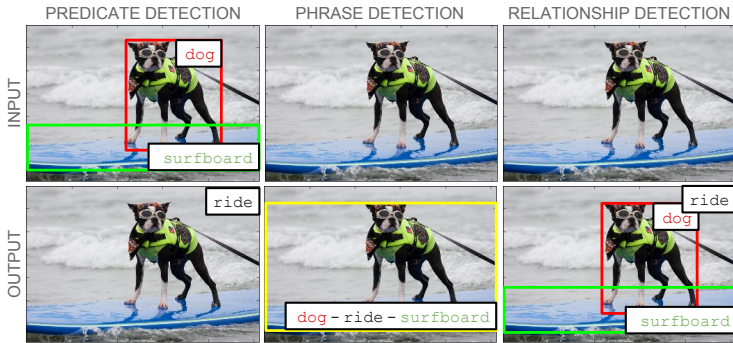 PREDICATE DETECTION
PHRASE DETECTION
RELATIONSHIP DETECTION
INPUT
dog
surfboard
OUTPUT
ride
dog-ride-surfboard
ride
dog
surfboard